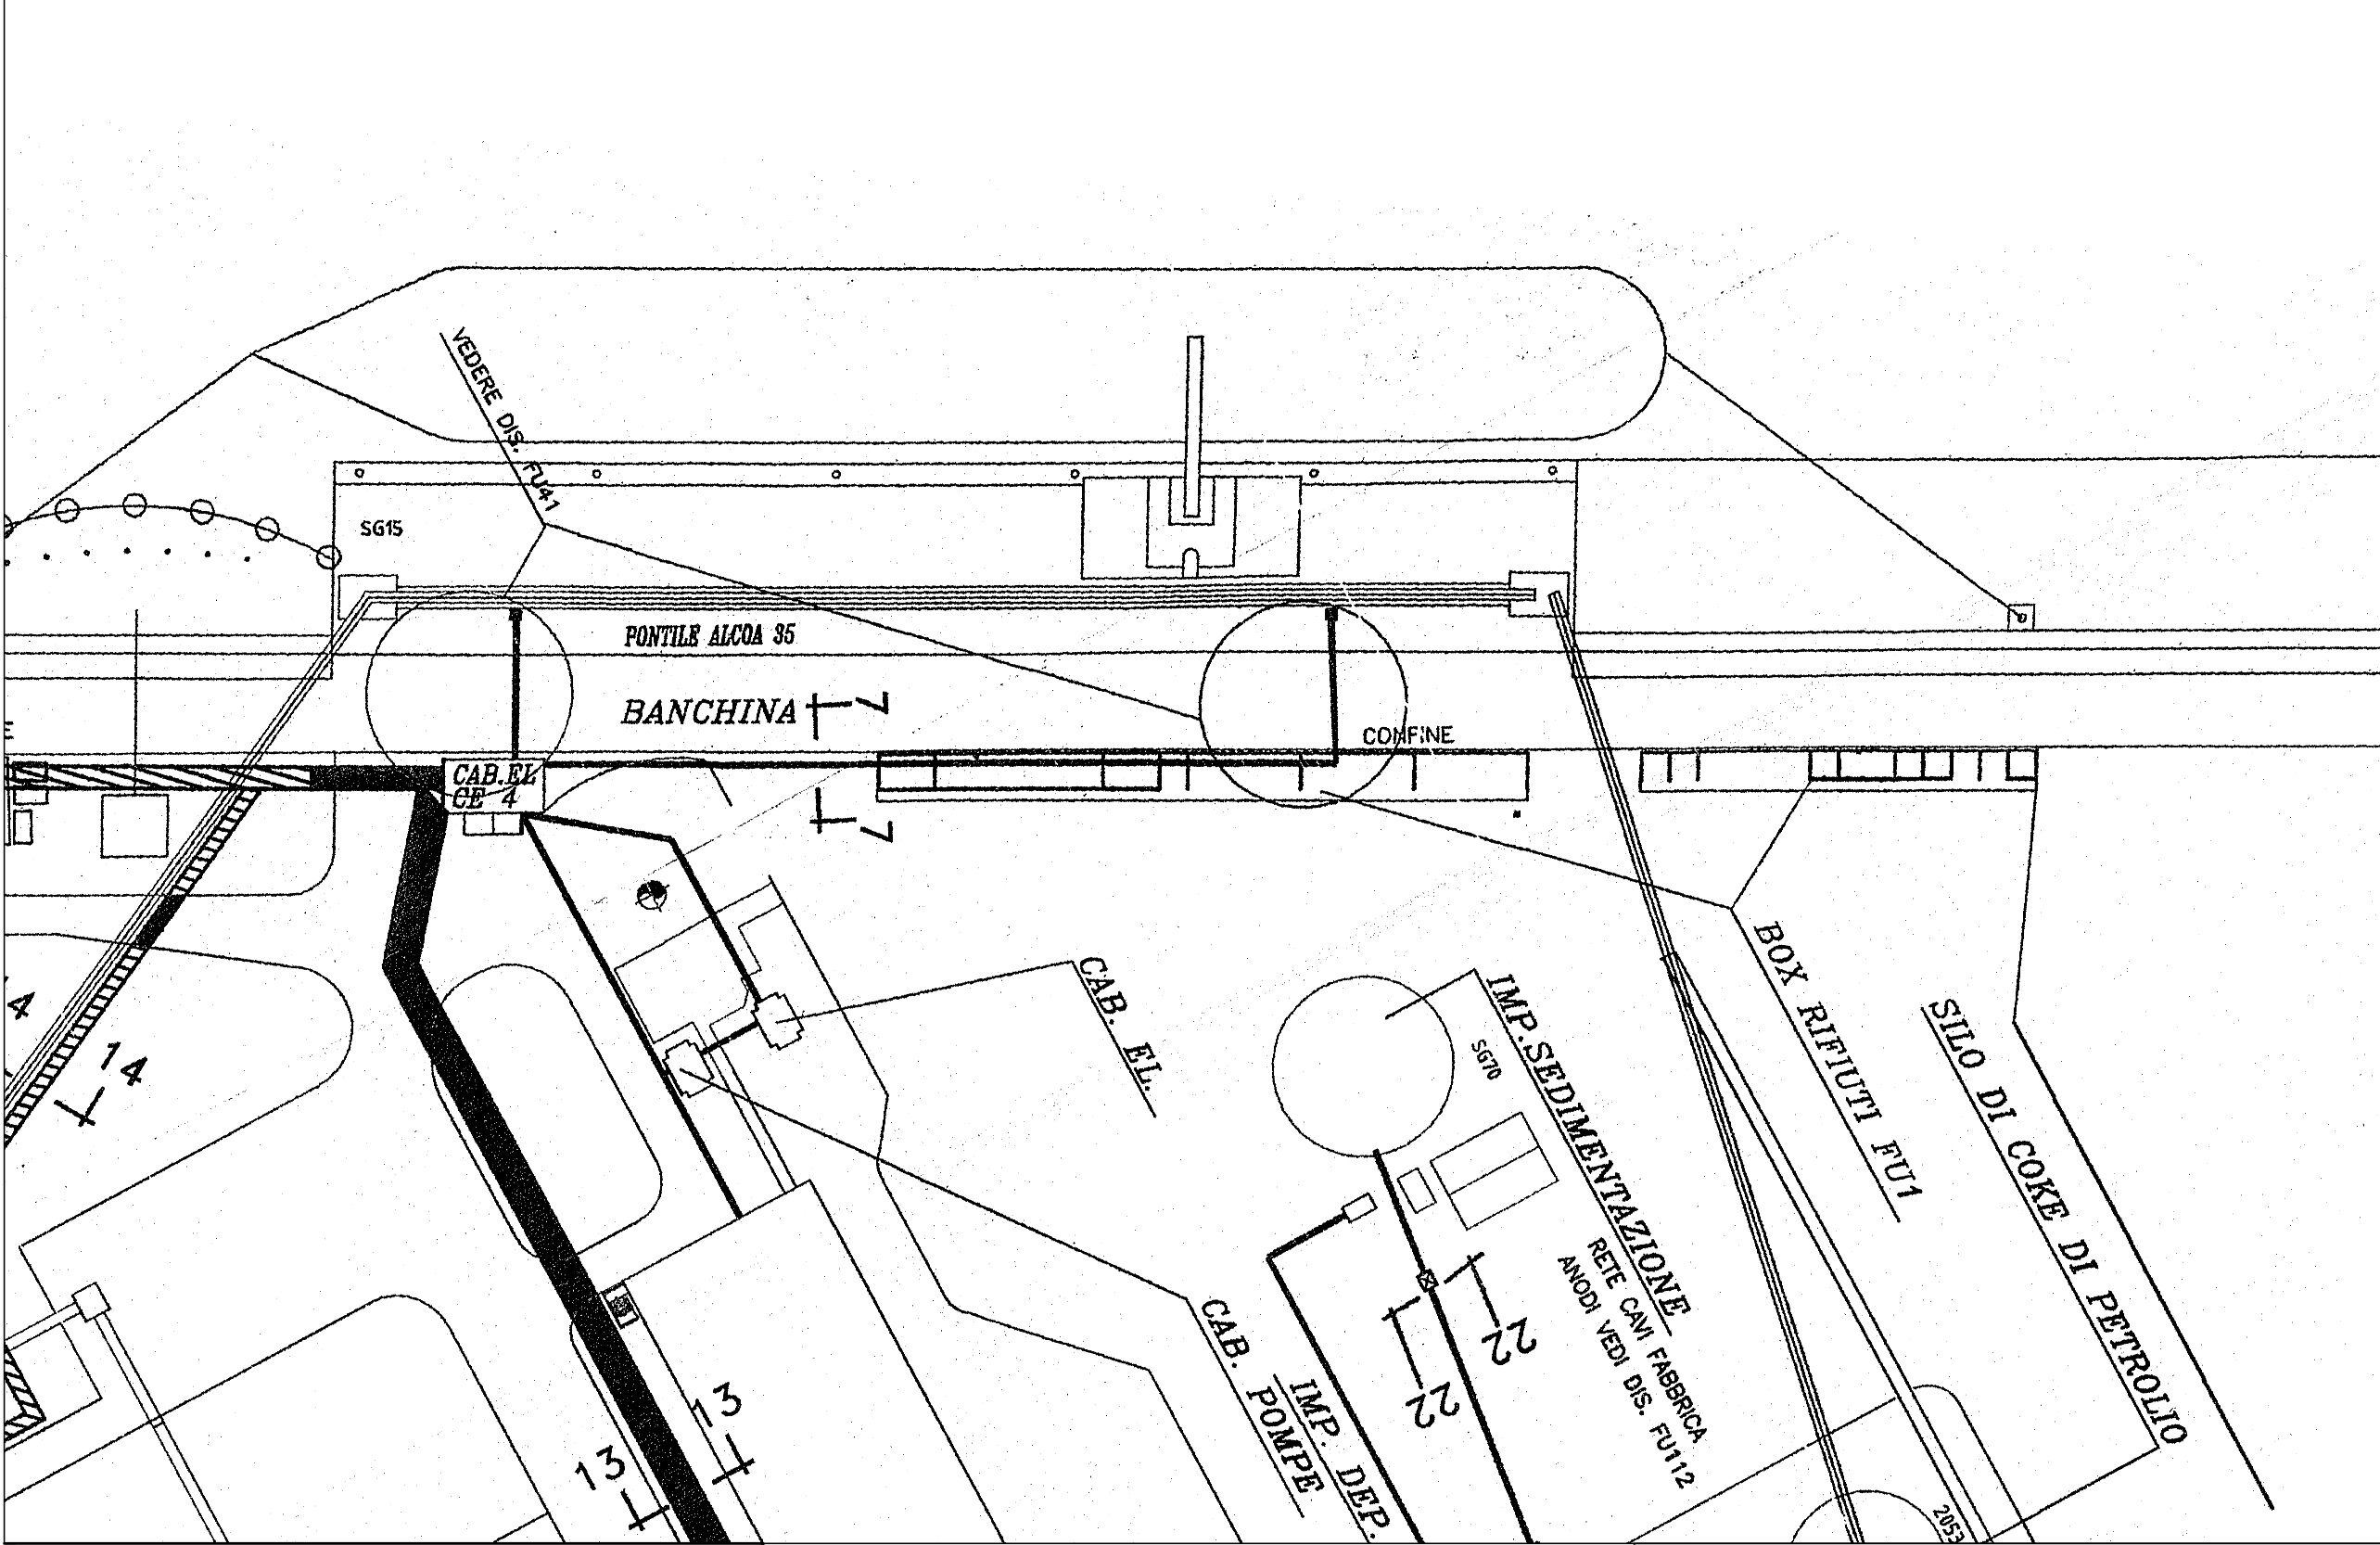 VEDERE DIS. FU41
SG15
PONTILE ALCOA 35
BANCHINA
7
CONFINE
CAB.EL
CE 4
7
CAB. EL.
BOX RIFIUTI FU1
SILO DI COKE DI PETROLIO
IMP.SEDIMENTAZIONE
SG70
RETE CAVI FABBRICA
ANODI VEDI DIS. FU112
4
14
22
22
CAB. POMPE
IMP. DEP.
13
13
2053